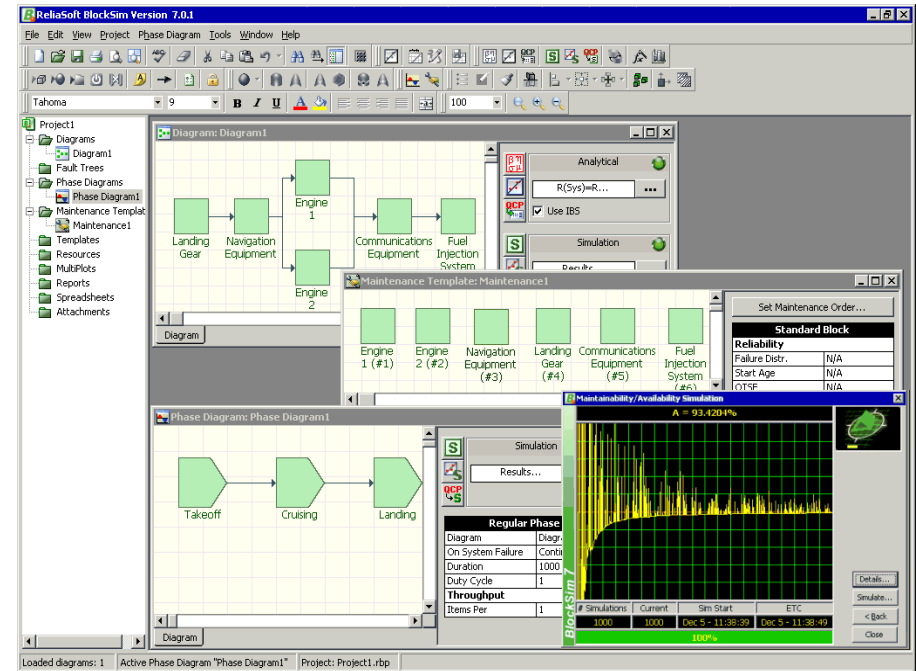 ReliaSoft BlockSim Version 7.0.1
File Edit View Project Phase Diagram Tools Window Help
Tahoma 9 B I U A 100
Project1
Diagrams
Diagram1
Fault Trees
Phase Diagrams
Phase Diagram1
Maintenance Templat
Maintenance1
Templates
Resources
MultiPlots
Reports
Spreadsheets
Attachments
Diagram: Diagram1
Landing
Gear
Navigation
Equipment
Engine
1
Engine
2
Communications
Equipment
Fuel
Injection
System
Diagram
Analytical
R(Sys)=R... ...
QCP
Use IBS
S Simulation
Results
Maintenance Template: Maintenance1
Engine
1 (#1)
Engine
2 (#2)
Navigation
Equipment
(#3)
Landing
Gear
(#4)
Communications
Equipment
(#5)
Fuel
Injection
System
(#6)
Set Maintenance Order...
Standard Block
Reliability
Failure Distr. N/A
Start Age N/A
OTSF N/A
Phase Diagram: Phase Diagram1
Takeoff
Cruising
Landing
Diagram
S Simulation
Results...
QCP
S
Regular Phase
Diagram Diagr
On System Failure Conti
Duration 1000
Duty Cycle 1
Throughput
Items Per 1
Maintainability/Availability Simulation
A = 93.4204%
BlockSim 7
Details...
Simulate...
< Back
Close
# Simulations Current Sim Start ETC
1000 1000 Dec 5 - 11:38:39 Dec 5 - 11:38:49
100%
Loaded diagrams: 1 Active Phase Diagram "Phase Diagram1" Project: Project1.rbp